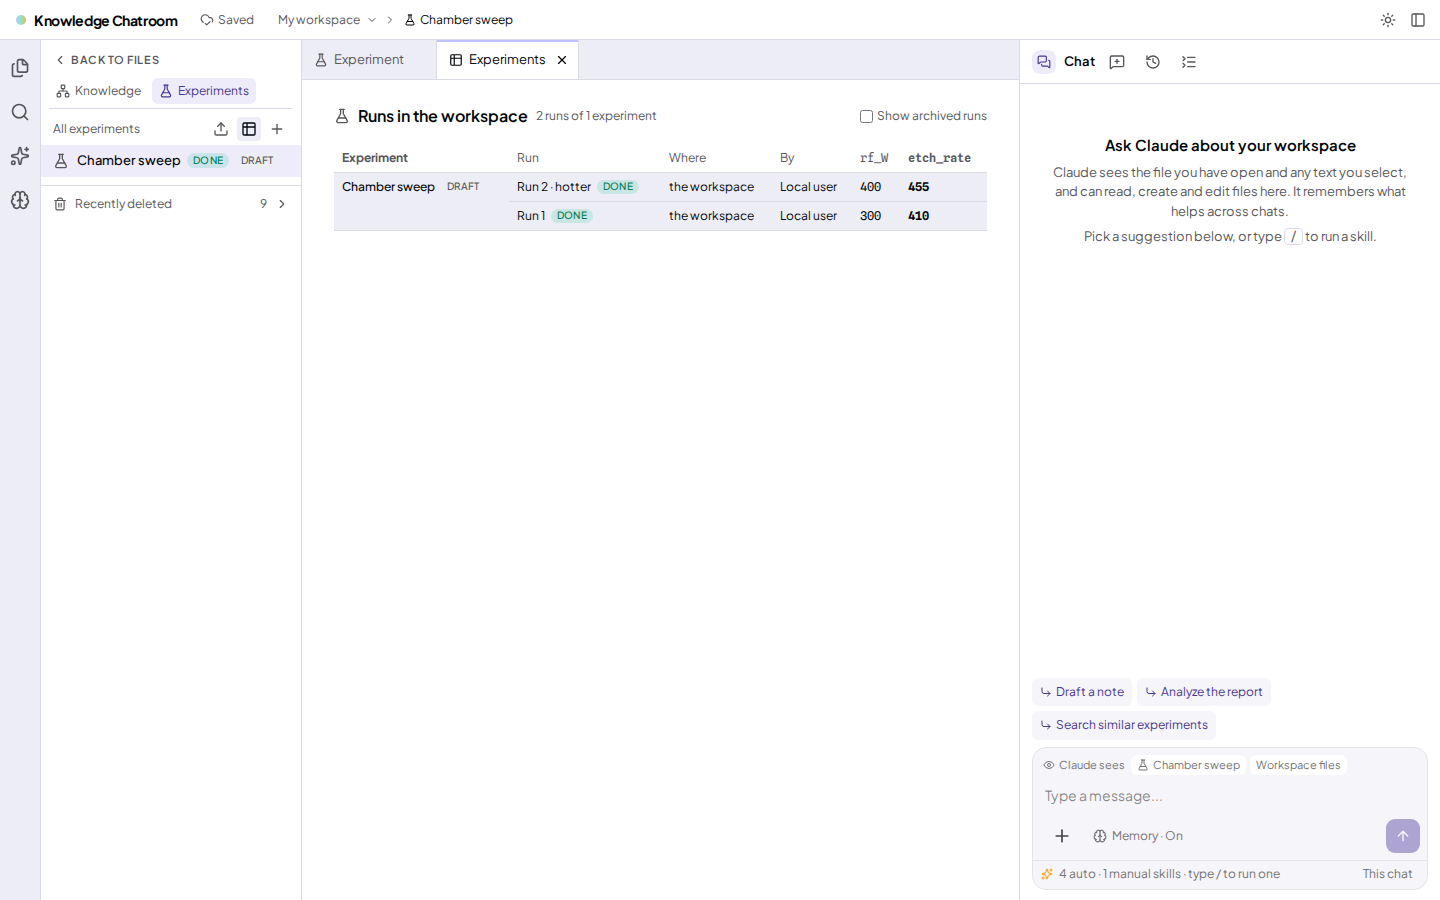 Knowledge Chatroom
Saved
My workspace
Chamber sweep
BACK TO FILES
Knowledge
Experiments
All experiments
Chamber sweep DONE DRAFT
Recently deleted 9
Experiment
Experiments
Runs in the workspace 2 runs of 1 experiment
Show archived runs
Experiment Run Where By rf_W etch_rate
Chamber sweep DRAFT Run 2 · hotter DONE the workspace Local user 400 455
Run 1 DONE the workspace Local user 300 410
Chat
Ask Claude about your workspace
Claude sees the file you have open and any text you select,
and can read, create and edit files here. It remembers what
helps across chats.
Pick a suggestion below, or type / to run a skill.
Draft a note
Analyze the report
Search similar experiments
Claude sees Chamber sweep Workspace files
Type a message...
Memory · On
4 auto · 1 manual skills · type / to run one This chat